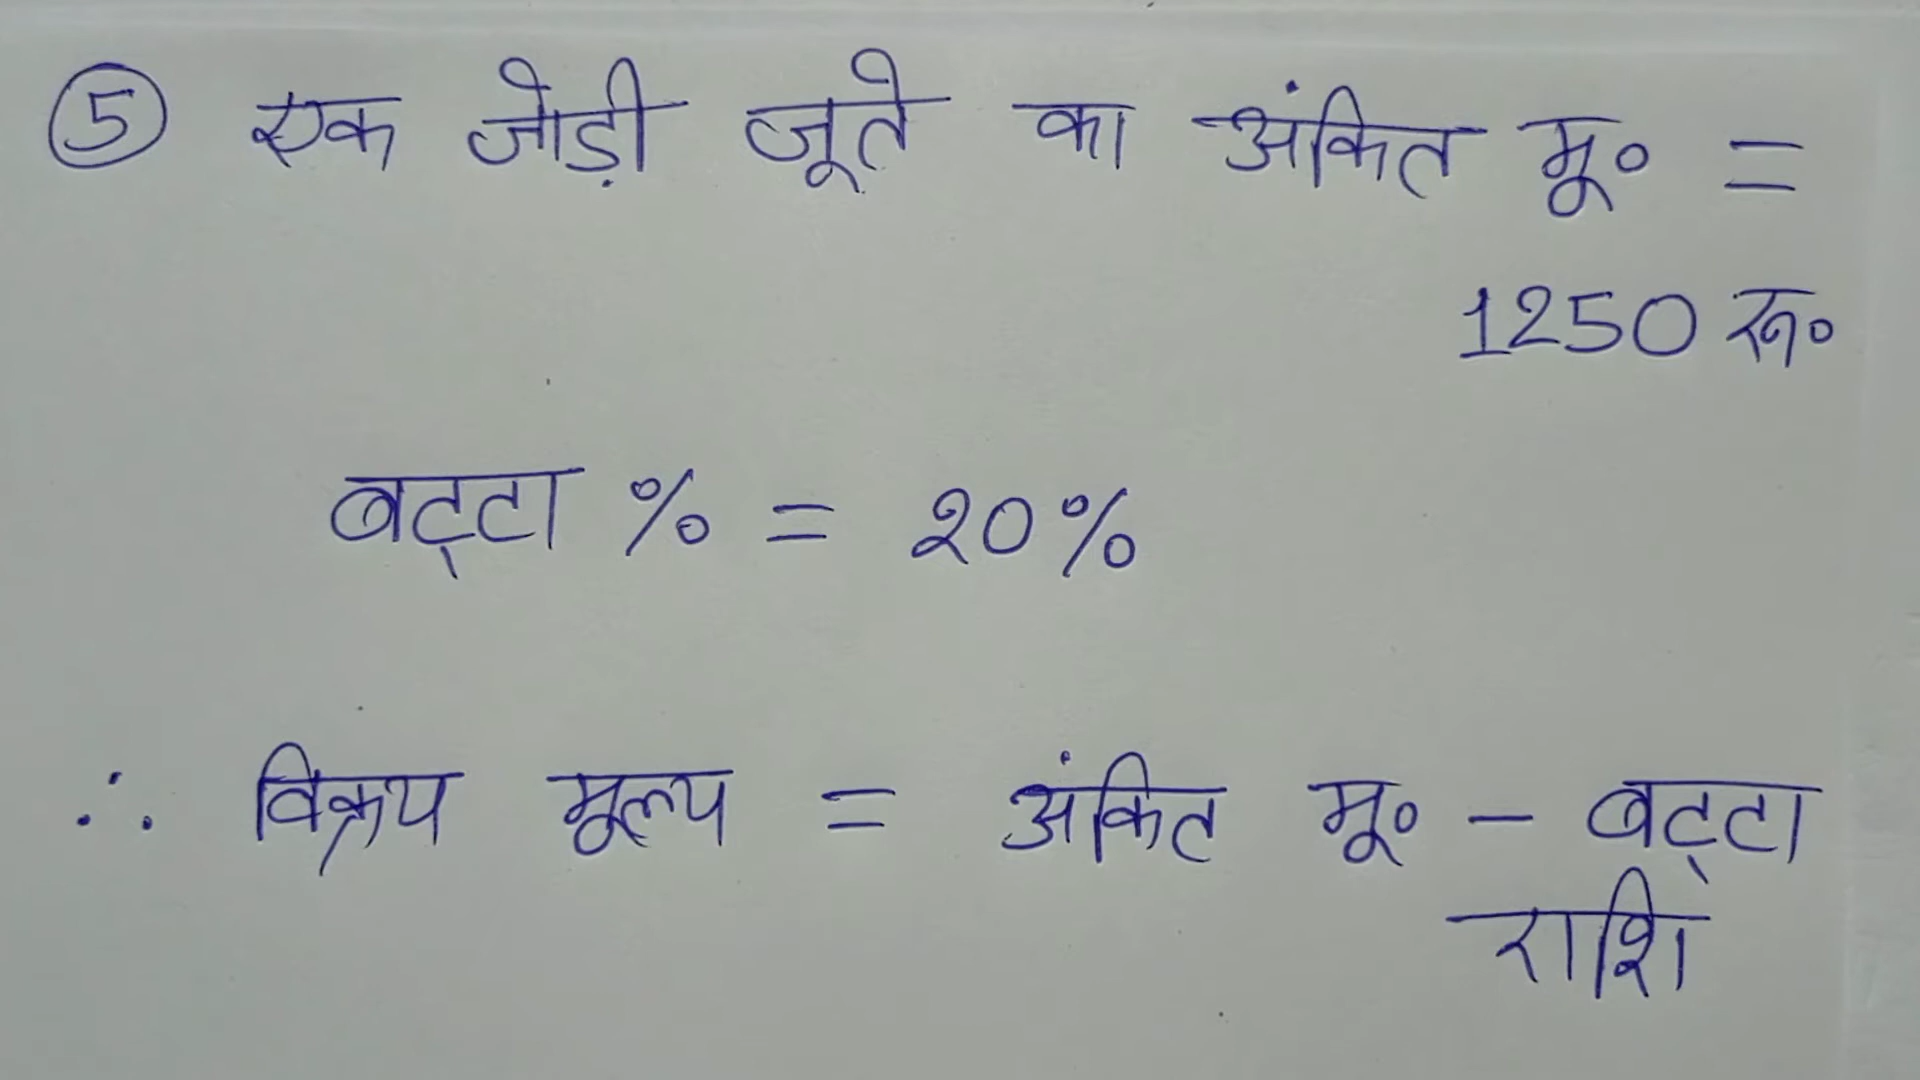 5 एक जोड़ी जूते का अंकित मू० =
1250 रू०
बट्टा % = 20%
∴ विक्रय मूल्य = अंकित मू० - बट्टा
राशि